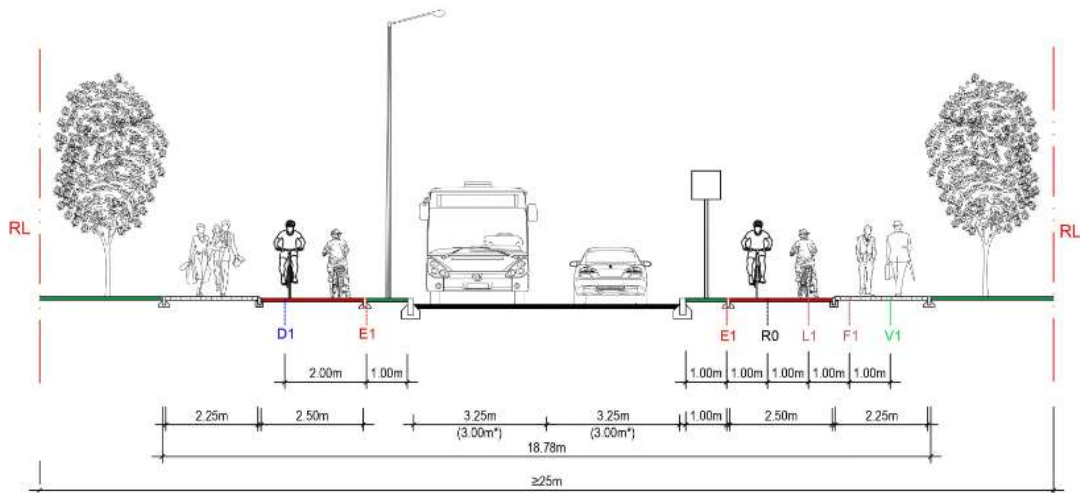 RL
RL
D1
E1
E1
R0
L1
F1
V1
2.00m
1.00m
1.00m
1.00m
1.00m
1.00m
1.00m
2.25m
2.50m
3.25m
3.25m
1.00m
2.50m
2.25m
(3.00m*)
(3.00m*)
18.78m
≥25m